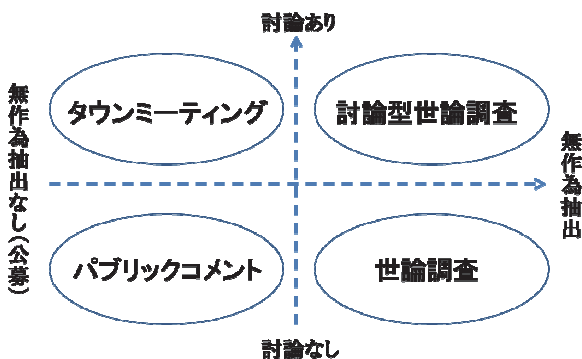 討論あり
無作為抽出なし(公募)
タウンミーティング
討論型世論調査
無作為抽出
パブリックコメント
世論調査
討論なし